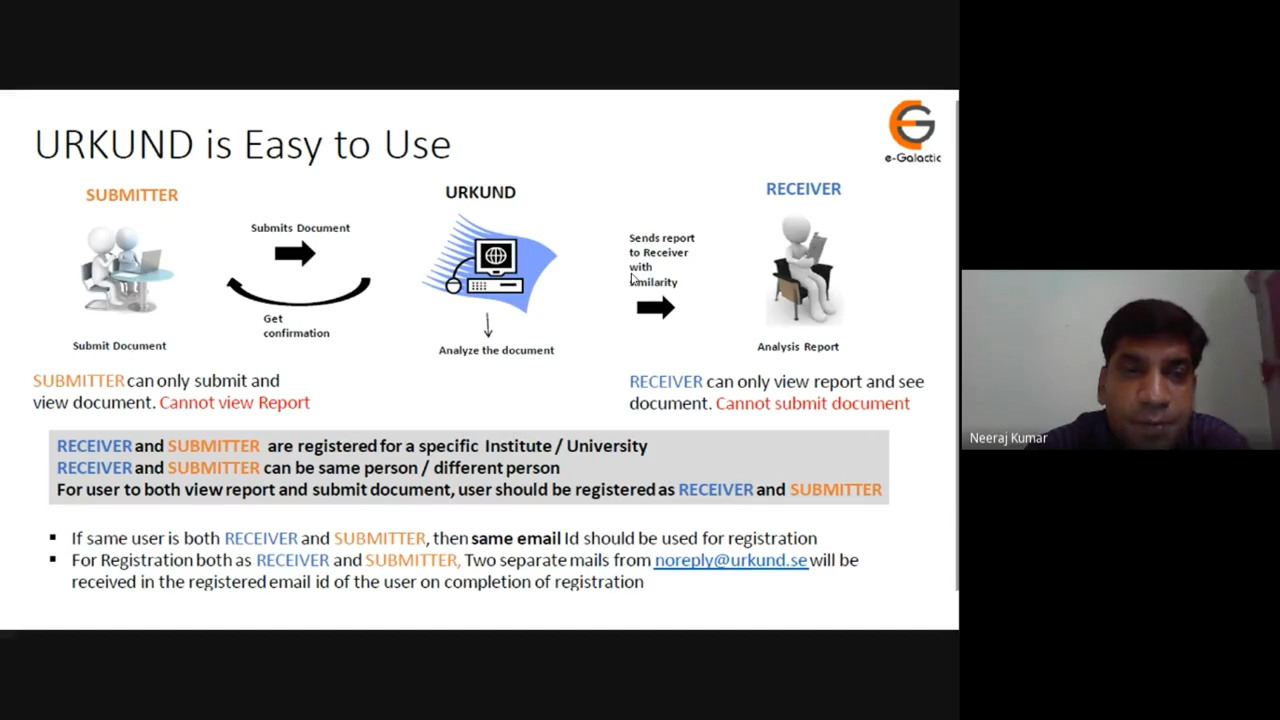 URKUND is Easy to Use
e-Galactic
SUBMITTER
URKUND
RECEIVER
Submits Document
Sends report
to Receiver
with
similarity
Get
confirmation
Submit Document
Analyze the document
Analysis Report
SUBMITTER can only submit and
view document. Cannot view Report
RECEIVER can only view report and see
document. Cannot submit document
RECEIVER and SUBMITTER are registered for a specific Institute / University
RECEIVER and SUBMITTER can be same person / different person
For user to both view report and submit document, user should be registered as RECEIVER and SUBMITTER
▪ If same user is both RECEIVER and SUBMITTER, then same email Id should be used for registration
▪ For Registration both as RECEIVER and SUBMITTER, Two separate mails from noreply@urkund.se will be
received in the registered email id of the user on completion of registration
Neeraj Kumar